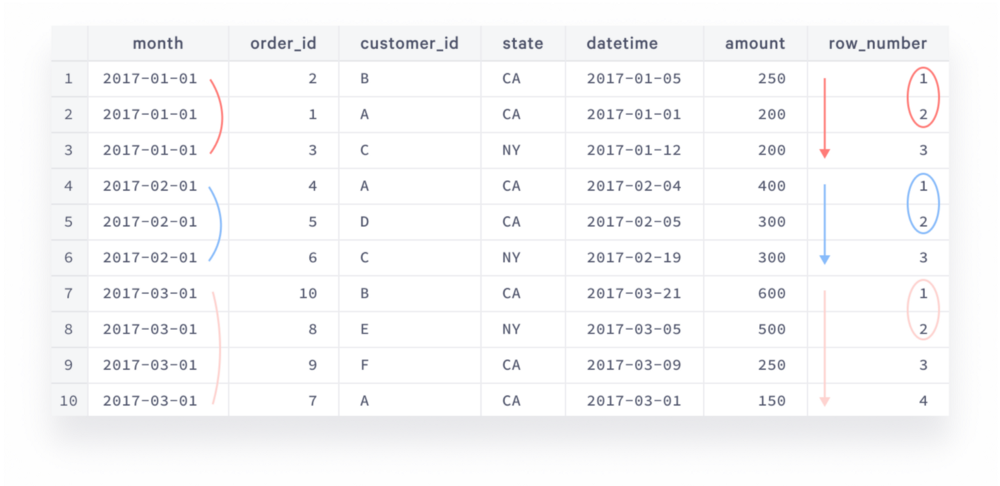 month order_id customer_id state datetime amount row_number
1 2017-01-01 2 B CA 2017-01-05 250 1
2 2017-01-01 1 A CA 2017-01-01 200 2
3 2017-01-01 3 C NY 2017-01-12 200 3
4 2017-02-01 4 A CA 2017-02-04 400 1
5 2017-02-01 5 D CA 2017-02-05 300 2
6 2017-02-01 6 C NY 2017-02-19 300 3
7 2017-03-01 10 B CA 2017-03-21 600 1
8 2017-03-01 8 E NY 2017-03-05 500 2
9 2017-03-01 9 F CA 2017-03-09 250 3
10 2017-03-01 7 A CA 2017-03-01 150 4